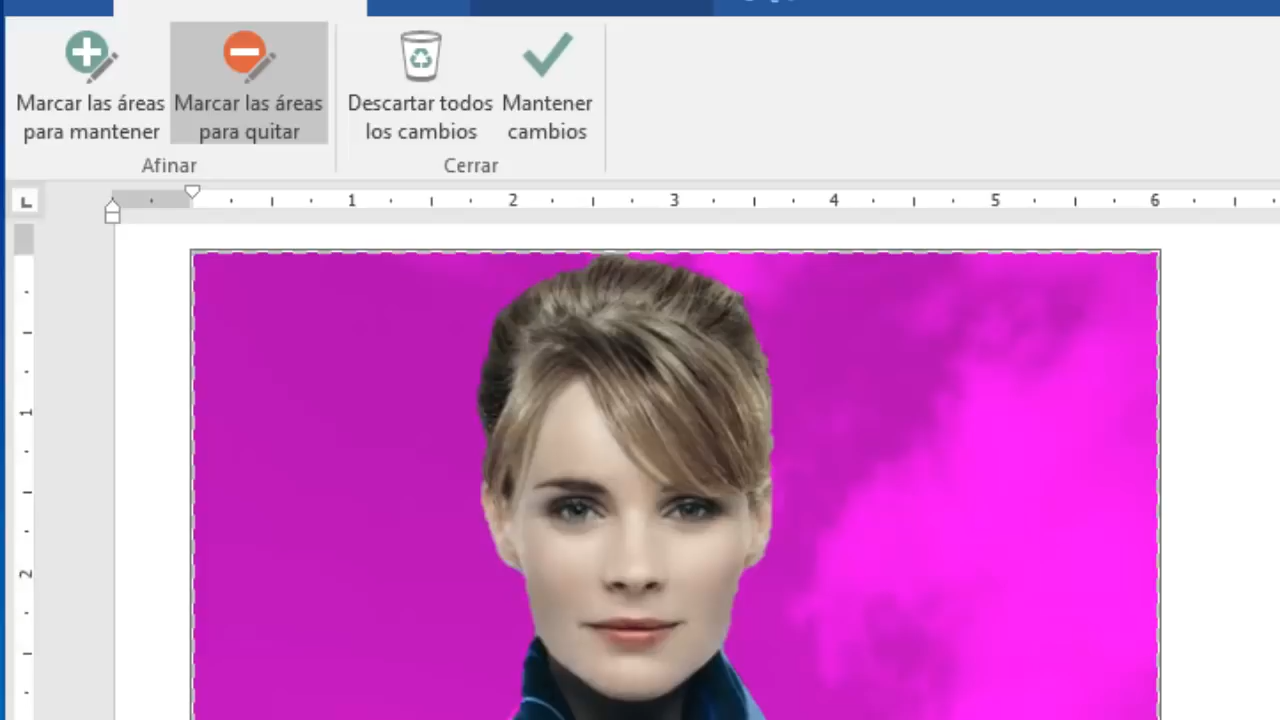 Marcar las áreas
para mantener
Marcar las áreas
para quitar
Descartar todos
los cambios
Mantener
cambios
Afinar
Cerrar
1 2 3 4 5 6
1
2